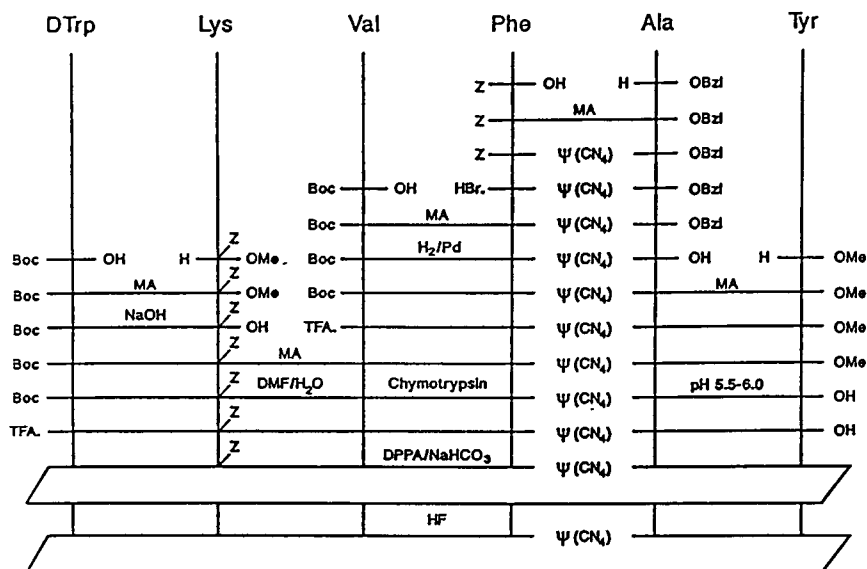 DTrp Lys Val Phe Ala Tyr
Z OH H OBzl
Z MA OBzl
Z Ψ(CN₄) OBzl
Boc OH HBr. Ψ(CN₄) OBzl
Boc MA Ψ(CN₄) OBzl
Boc OH H Z OMe. Boc H₂/Pd Ψ(CN₄) OH H OMe
Boc MA Z OMe Boc Ψ(CN₄) MA OMe
Boc NaOH Z OH TFA. Ψ(CN₄) OMe
Boc Z MA Ψ(CN₄) OMe
Boc Z DMF/H₂O Chymotrypsin Ψ(CN₄) pH 5.5-6.0 OH
TFA. Z Ψ(CN₄) OH
Z DPPA/NaHCO₃ Ψ(CN₄)
HF Ψ(CN₄)